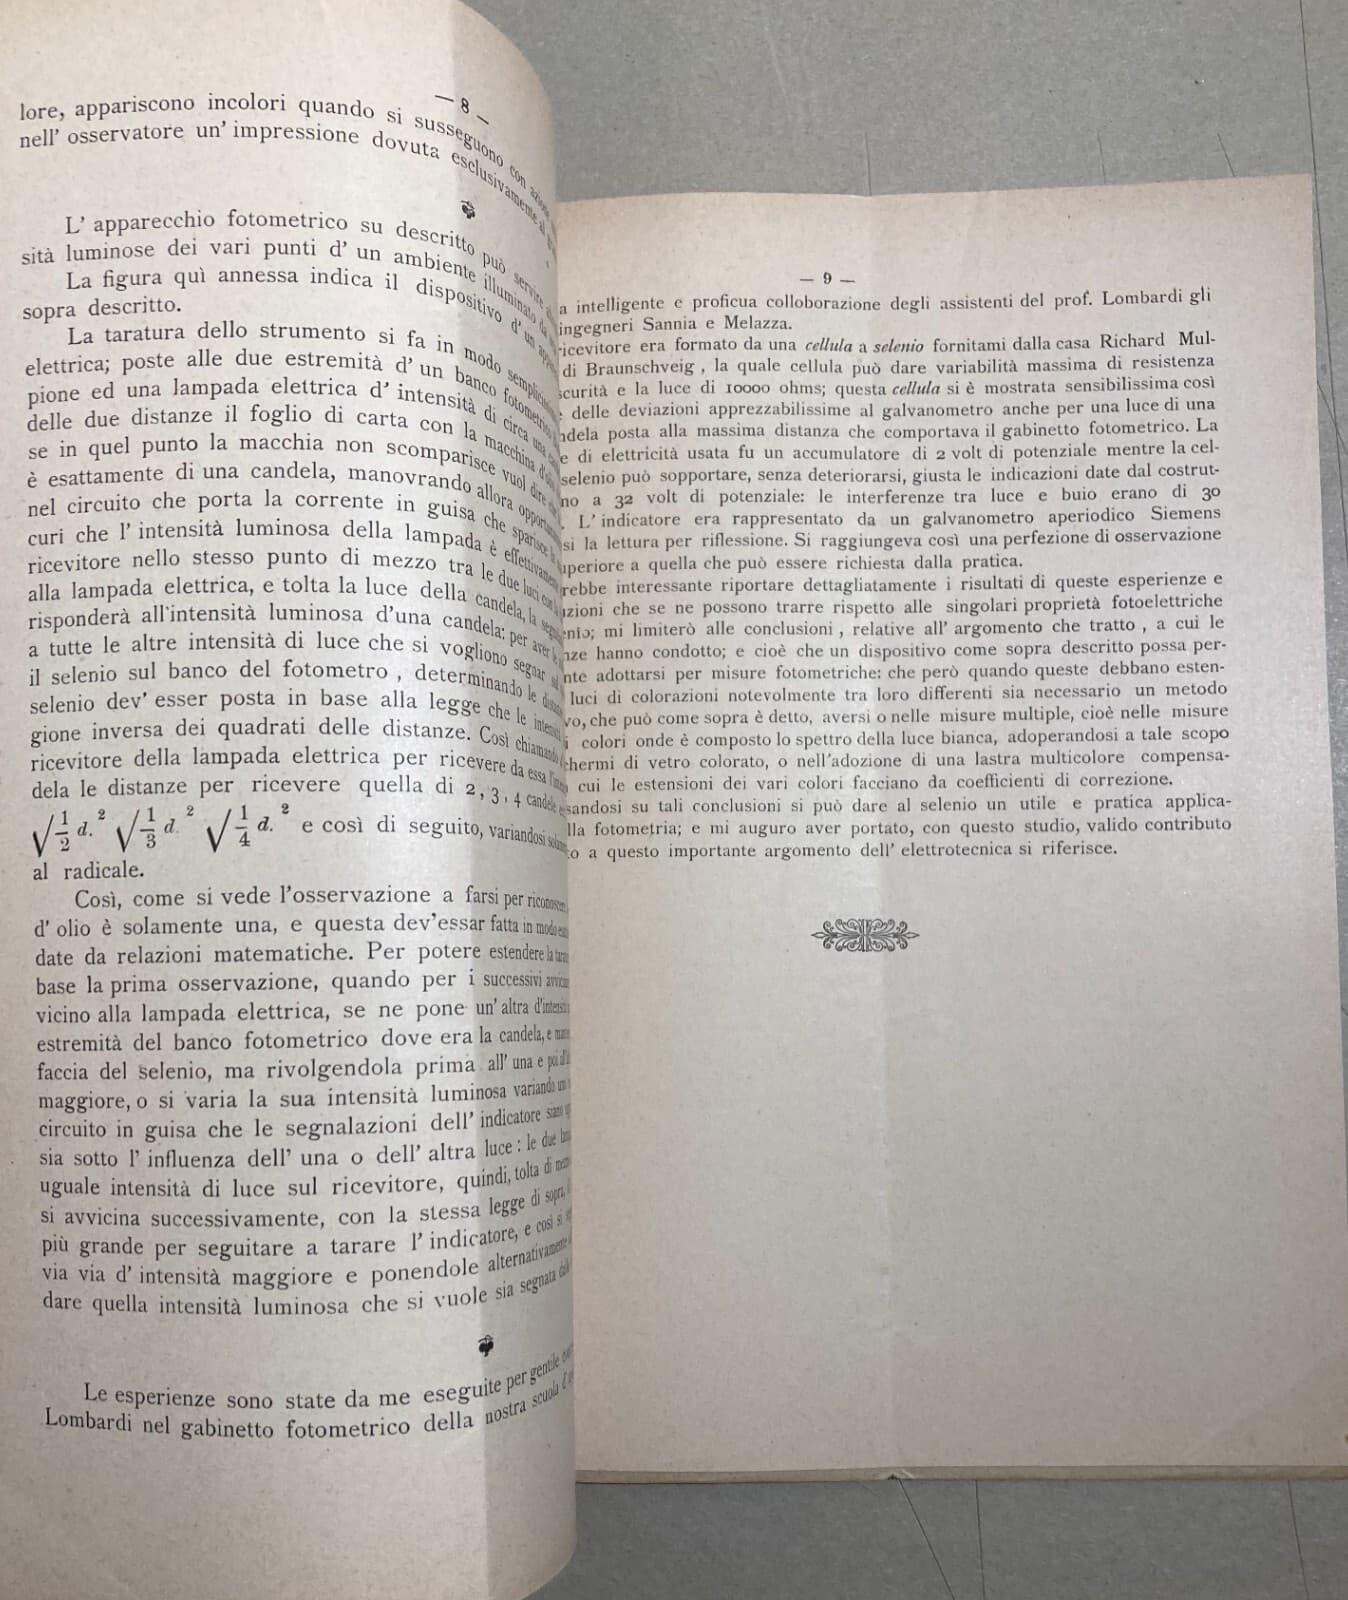 — 8 —
lore, appariscono incolori quando si susseguono con
nell' osservatore un' impressione dovuta esclusivamente al
L' apparecchio fotometrico su descritto può servire
sità luminose dei vari punti d' un ambiente illuminato da
La figura quì annessa indica il dispositivo d' un
sopra descritto.
La taratura dello strumento si fa in modo
elettrica; poste alle due estremità d' un banco fotometrico
pione ed una lampada elettrica d' intensità di circa una
delle due distanze il foglio di carta con la macchina d'olio
se in quel punto la macchia non scomparisce vuol dire che
è esattamente di una candela, manovrando allora
nel circuito che porta la corrente in guisa che sparisce la
curi che l' intensità luminosa della lampada è effettivamente
ricevitore nello stesso punto di mezzo tra le due luci con la
alla lampada elettrica, e tolta la luce della candela, la
risponderà all'intensità luminosa d'una candela; per aver le
a tutte le altre intensità di luce che si vogliono segnar
il selenio sul banco del fotometro , determinando le
selenio dev' esser posta in base alla legge che le
gione inversa dei quadrati delle distanze. Così chiamando
ricevitore della lampada elettrica per ricevere da essa
dela le distanze per ricevere quella di 2, 3, 4 candele
√1/2 d.² √1/3 d.² √1/4 d.² e così di seguito, variandosi
al radicale.
Così, come si vede l'osservazione a farsi per
d' olio è solamente una, e questa dev'essar fatta in modo
date da relazioni matematiche. Per potere estendere la
base la prima osservazione, quando per i successivi
vicino alla lampada elettrica, se ne pone un' altra
estremità del banco fotometrico dove era la candela, e
faccia del selenio, ma rivolgendola prima all' una e poi
maggiore, o si varia la sua intensità luminosa variando
circuito in guisa che le segnalazioni dell' indicatore siano
sia sotto l' influenza dell' una o dell' altra luce : le due
uguale intensità di luce sul ricevitore, quindi, tolta di
si avvicina successivamente, con la stessa legge di sopra,
più grande per seguitare a tarare l' indicatore, e così si
via via d' intensità maggiore e ponendole alternativamente
dare quella intensità luminosa che si vuole sia segnata
Le esperienze sono state da me eseguite per gentile
Lombardi nel gabinetto fotometrico della nostra scuola
— 9 —
a intelligente e proficua colloborazione degli assistenti del prof. Lombardi gli
ingegneri Sannia e Melazza.
ricevitore era formato da una cellula a selenio fornitami dalla casa Richard Mul-
di Braunschveig , la quale cellula può dare variabilità massima di resistenza
scurità e la luce di 10000 ohms; questa cellula si è mostrata sensibilissima così
delle deviazioni apprezzabilissime al galvanometro anche per una luce di una
ndela posta alla massima distanza che comportava il gabinetto fotometrico. La
e di elettricità usata fu un accumulatore di 2 volt di potenziale mentre la cel-
selenio può sopportare, senza deteriorarsi, giusta le indicazioni date dal costrut-
no a 32 volt di potenziale: le interferenze tra luce e buio erano di 30
L' indicatore era rappresentato da un galvanometro aperiodico Siemens
si la lettura per riflessione. Si raggiungeva così una perfezione di osservazione
uperiore a quella che può essere richiesta dalla pratica.
rebbe interessante riportare dettagliatamente i risultati di queste esperienze e
uzioni che se ne possono trarre rispetto alle singolari proprietà fotoelettriche
enio; mi limiterò alle conclusioni , relative all' argomento che tratto , a cui le
nze hanno condotto; e cioè che un dispositivo come sopra descritto possa per-
nte adottarsi per misure fotometriche: che però quando queste debbano esten-
luci di colorazioni notevolmente tra loro differenti sia necessario un metodo
vo, che può come sopra è detto, aversi o nelle misure multiple, cioè nelle misure
i colori onde è composto lo spettro della luce bianca, adoperandosi a tale scopo
chermi di vetro colorato, o nell'adozione di una lastra multicolore compensa-
cui le estensioni dei vari colori facciano da coefficienti di correzione.
sandosi su tali conclusioni si può dare al selenio un utile e pratica applica-
lla fotometria; e mi auguro aver portato, con questo studio, valido contributo
to a questo importante argomento dell' elettrotecnica si riferisce.